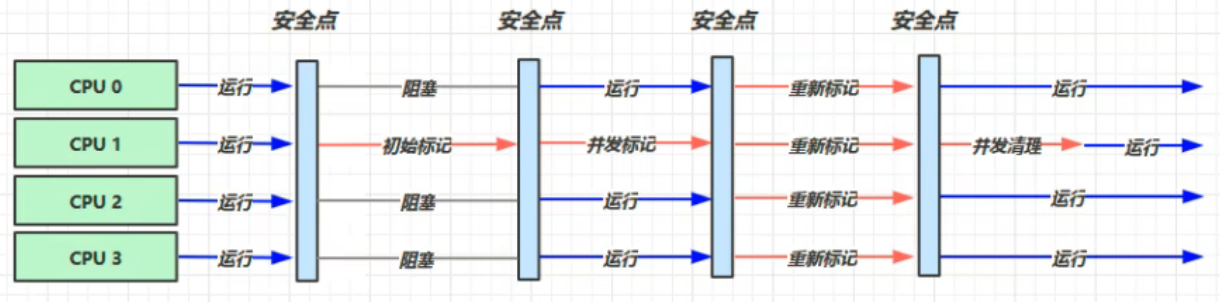 安全点 安全点 安全点 安全点
CPU 0 运行 阻塞 运行 重新标记 运行
CPU 1 运行 初始标记 并发标记 重新标记 并发清理 运行
CPU 2 运行 阻塞 运行 重新标记 运行
CPU 3 运行 阻塞 运行 重新标记 运行